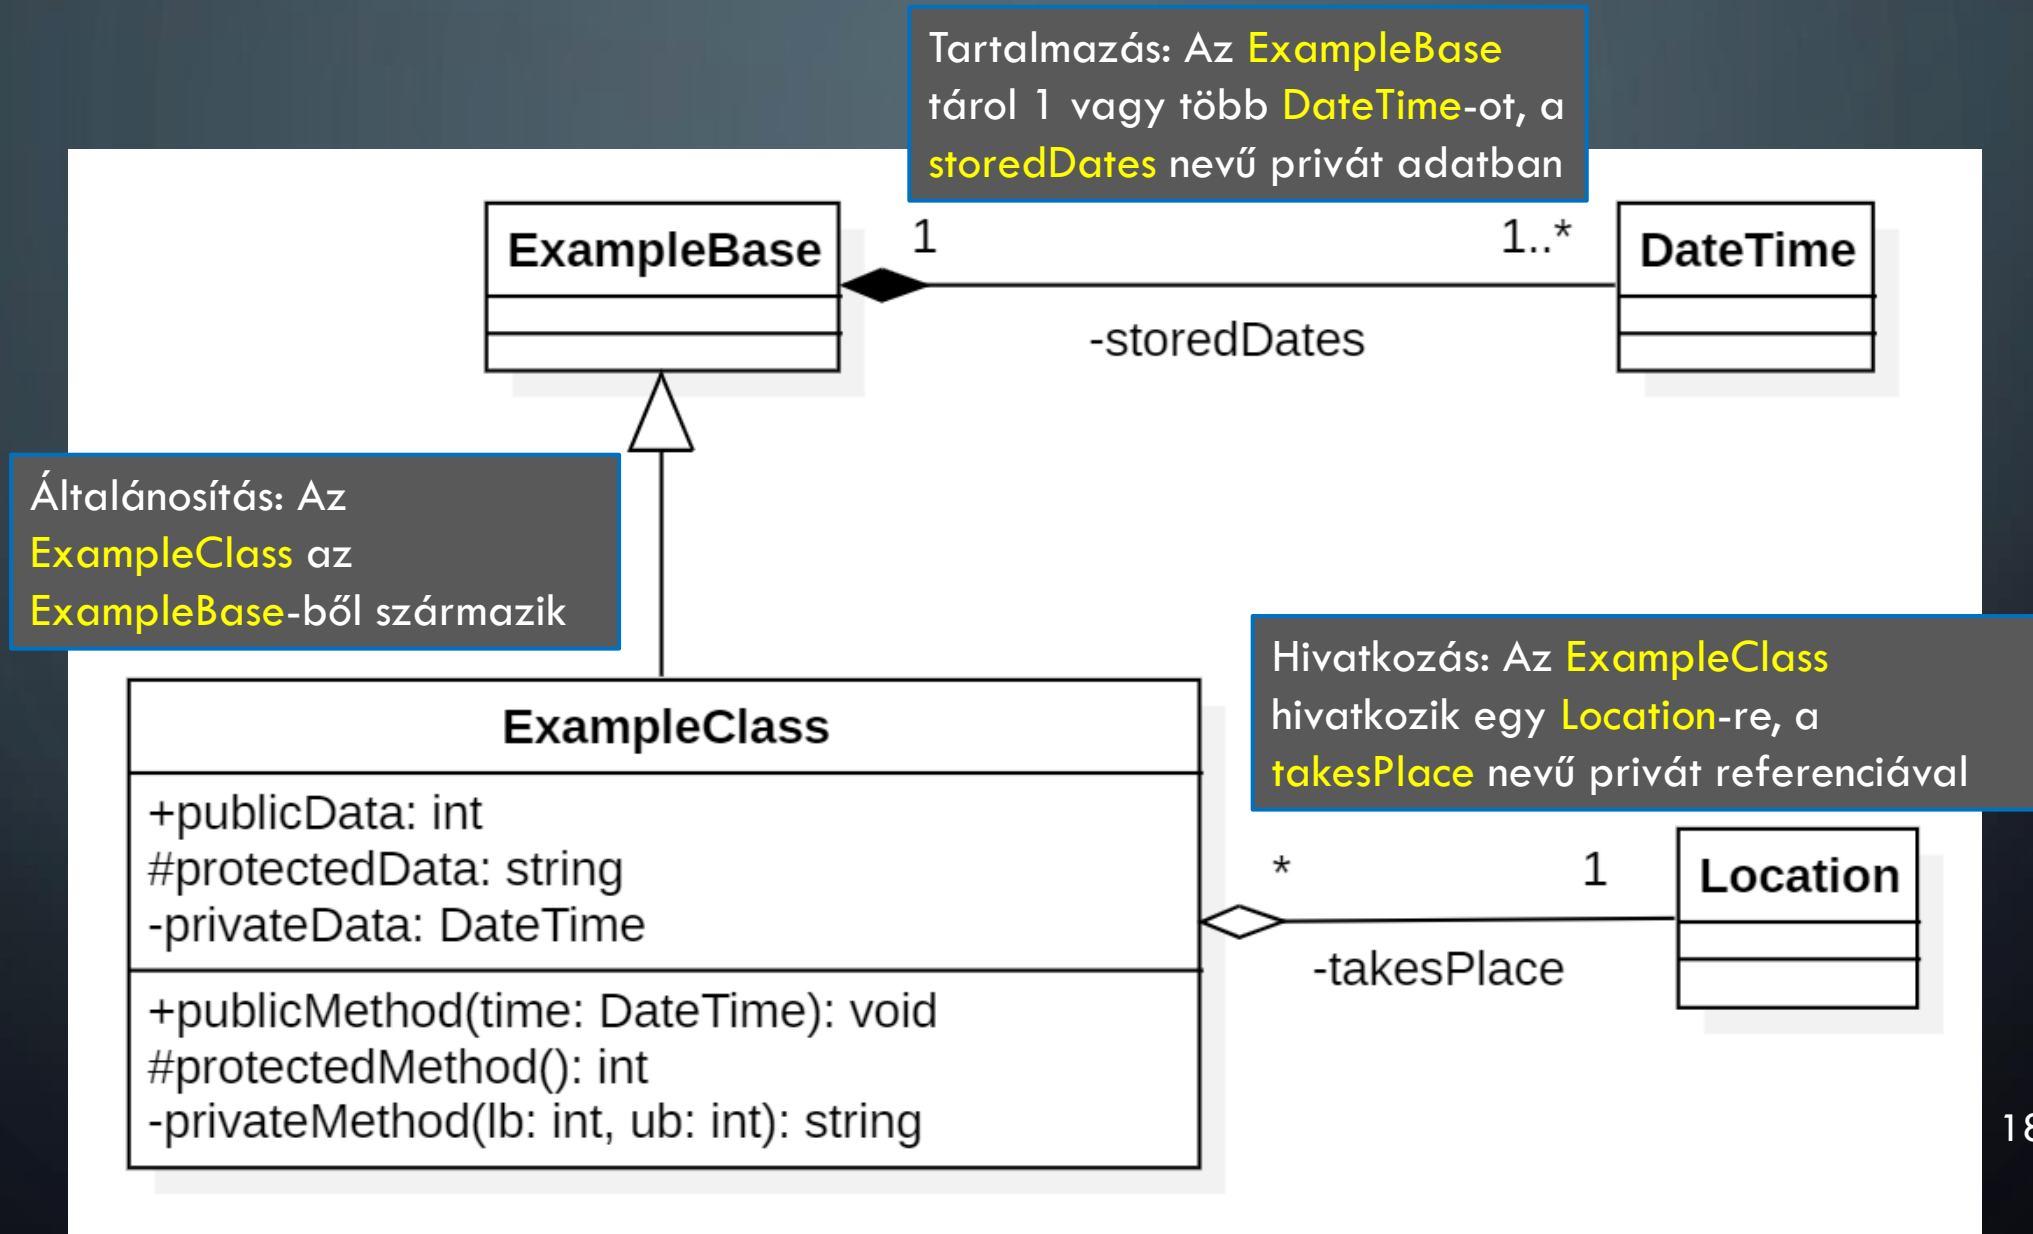 Tartalmazás: Az ExampleBase
tárol 1 vagy több DateTime-ot, a
storedDates nevű privát adatban
ExampleBase
1
1..*
DateTime
-storedDates
Általánosítás: Az
ExampleClass az
ExampleBase-ből származik
Hivatkozás: Az ExampleClass
hivatkozik egy Location-re, a
takesPlace nevű privát referenciával
ExampleClass
+publicData: int
#protectedData: string
-privateData: DateTime
*
1
Location
-takesPlace
+publicMethod(time: DateTime): void
#protectedMethod(): int
-privateMethod(lb: int, ub: int): string
18